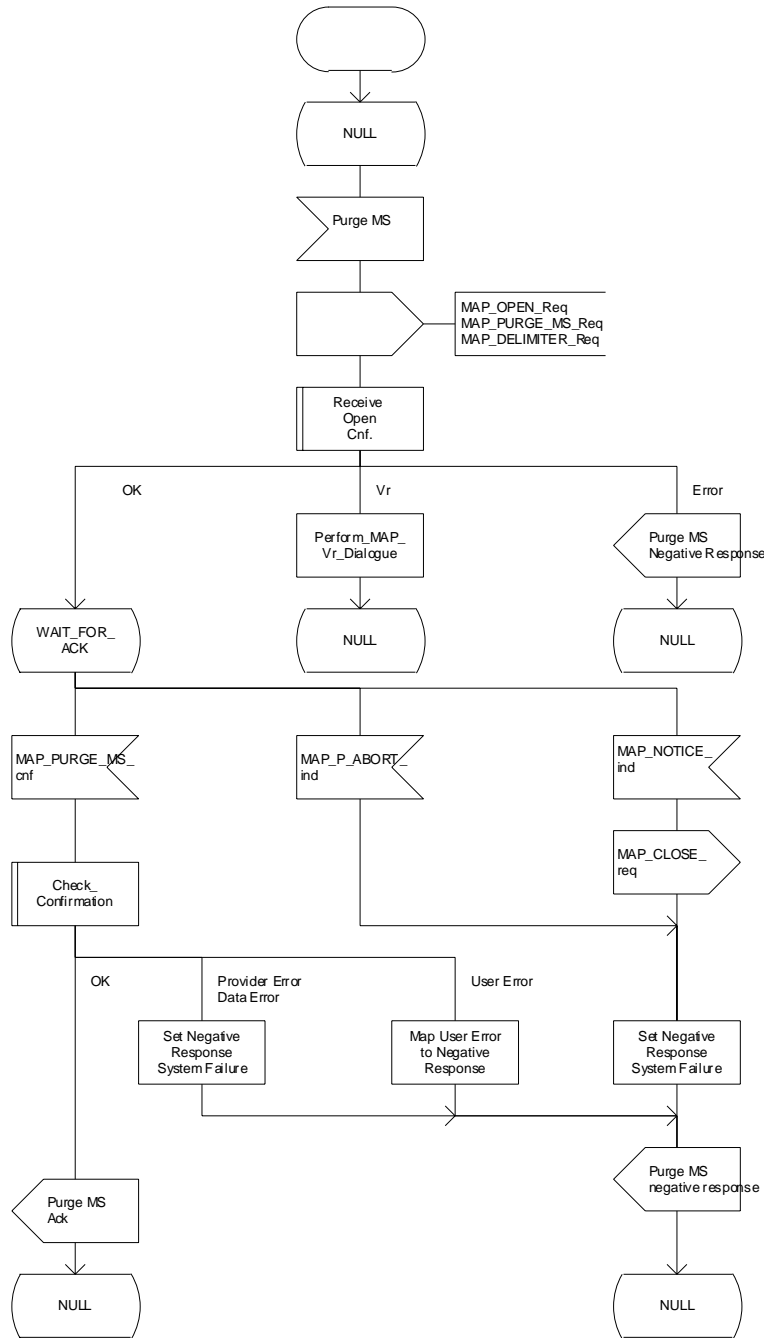 NULL
Purge MS
MAP_OPEN_Req
MAP_PURGE_MS_Req
MAP_DELIMITER_Req
Receive
Open
Cnf.
OK
Vr
Error
Perform_MAP_
Vr_Dialogue
Purge MS
Negative Response
WAIT_FOR_
ACK
NULL
NULL
MAP_PURGE_MS_
cnf
MAP_P_ABORT_
ind
MAP_NOTICE_
ind
MAP_CLOSE_
req
Check_
Confirmation
OK
Provider Error
Data Error
User Error
Set Negative
Response
System Failure
Map User Error
to Negative
Response
Set Negative
Response
System Failure
Purge MS
Ack
Purge MS
negative response
NULL
NULL